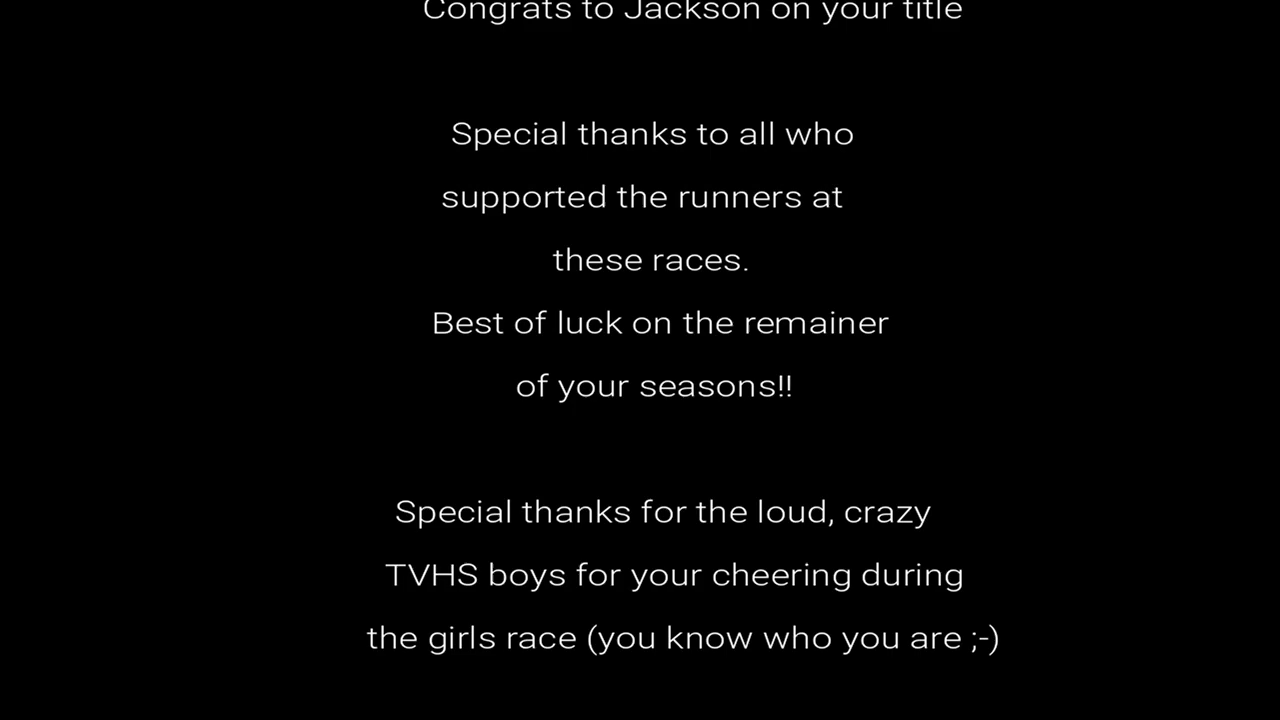 Congrats to Jackson on your title
Special thanks to all who
supported the runners at
these races.
Best of luck on the remainer
of your seasons!!
Special thanks for the loud, crazy
TVHS boys for your cheering during
the girls race (you know who you are ;-)